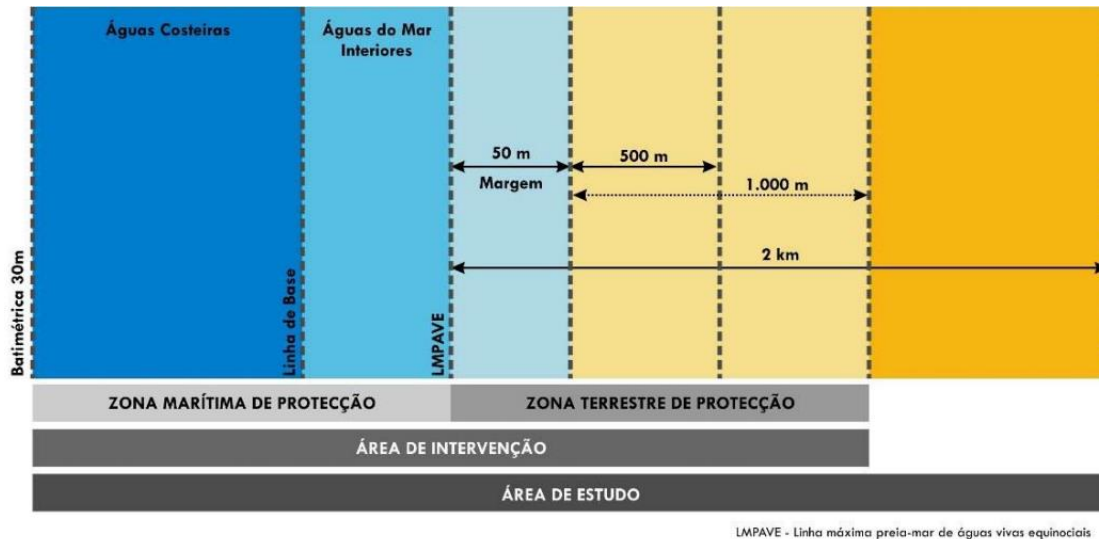 Águas Costeiras
Águas do Mar
Interiores
50 m
Margem
500 m
1.000 m
2 km
Batimétrica 30m
Linha de Base
LMPAVE
ZONA MARÍTIMA DE PROTECÇÃO
ZONA TERRESTRE DE PROTECÇÃO
ÁREA DE INTERVENÇÃO
ÁREA DE ESTUDO
LMPAVE - Linha máxima preia-mar de águas vivas equinociais